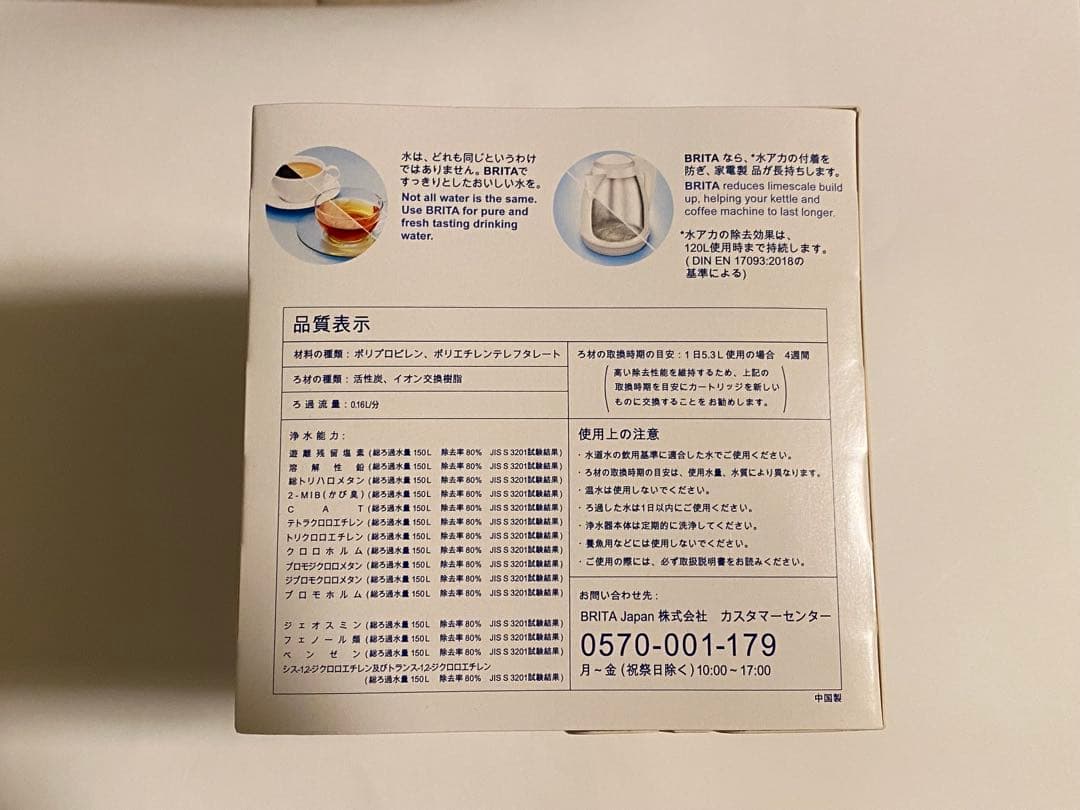 水は、どれも同じというわけ
ではありません。BRITAで
すっきりとしたおいしい水を。
Not all water is the same.
Use BRITA for pure and
fresh tasting drinking
water.
BRITA なら、*水アカの付着を
防ぎ、家電製 品が長持ちします。
BRITA reduces limescale build
up, helping your kettle and
coffee machine to last longer.
*水アカの除去効果は、
120L使用時まで持続します。
( DIN EN 17093:2018の
基準による)
品質表示
材料の種類：ポリプロピレン、ポリエチレンテレフタレート
ろ材の種類：活性炭、イオン交換樹脂
ろ過流量：0.16L/分
浄水能力：
遊離残留塩素(総ろ過水量 150L 除去率 80% JIS S 3201試験結果)
溶解性鉛(総ろ過水量 150L 除去率 80% JIS S 3201試験結果)
総トリハロメタン(総ろ過水量 150L 除去率 80% JIS S 3201試験結果)
2-MIB(かび臭)(総ろ過水量 150L 除去率 80% JIS S 3201試験結果)
C A T(総ろ過水量 150L 除去率 80% JIS S 3201試験結果)
テトラクロロエチレン(総ろ過水量 150L 除去率 80% JIS S 3201試験結果)
トリクロロエチレン(総ろ過水量 150L 除去率 80% JIS S 3201試験結果)
クロロホルム(総ろ過水量 150L 除去率 80% JIS S 3201試験結果)
ブロモジクロロメタン(総ろ過水量 150L 除去率 80% JIS S 3201試験結果)
ジブロモクロロメタン(総ろ過水量 150L 除去率 80% JIS S 3201試験結果)
ブロモホルム(総ろ過水量 150L 除去率 80% JIS S 3201試験結果)
ジェオスミン(総ろ過水量 150L 除去率 80% JIS S 3201試験結果)
フェノール類(総ろ過水量 150L 除去率 80% JIS S 3201試験結果)
ベンゼン(総ろ過水量 150L 除去率 80% JIS S 3201試験結果)
シス-1,2-ジクロロエチレン及びトランス-1,2-ジクロロエチレン
(総ろ過水量 150L 除去率 80% JIS S 3201試験結果)
ろ材の取換時期の目安：1 日5.3 L 使用の場合 4週間
(高い除去性能を維持するため、上記の
取換時期を目安にカートリッジを新しい
ものに交換することをお勧めします。)
使用上の注意
・水道水の飲用基準に適合した水でご使用ください。
・ろ材の取換時期の目安は、使用水量、水質により異なります。
・温水は使用しないでください。
・ろ過した水は1日以内にご使用ください。
・浄水器本体は定期的に洗浄してください。
・養魚用などには使用しないでください。
・ご使用の際には、必ず取扱説明書をお読みください。
お問い合わせ先：
BRITA Japan 株式会社 カスタマーセンター
0570-001-179
月～金 (祝祭日除く) 10:00～17:00
中国製